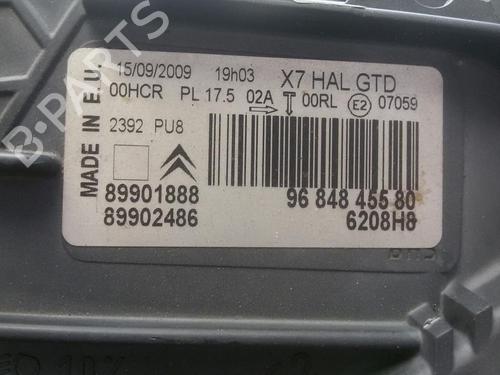 15/09/2009 19h03 X7 HAL GTD
00HCR PL 17.5 02A 00RL E2 07059
2392 PU8
MADE IN E.U
89901888 96 848 455 80
89902486 6208H8